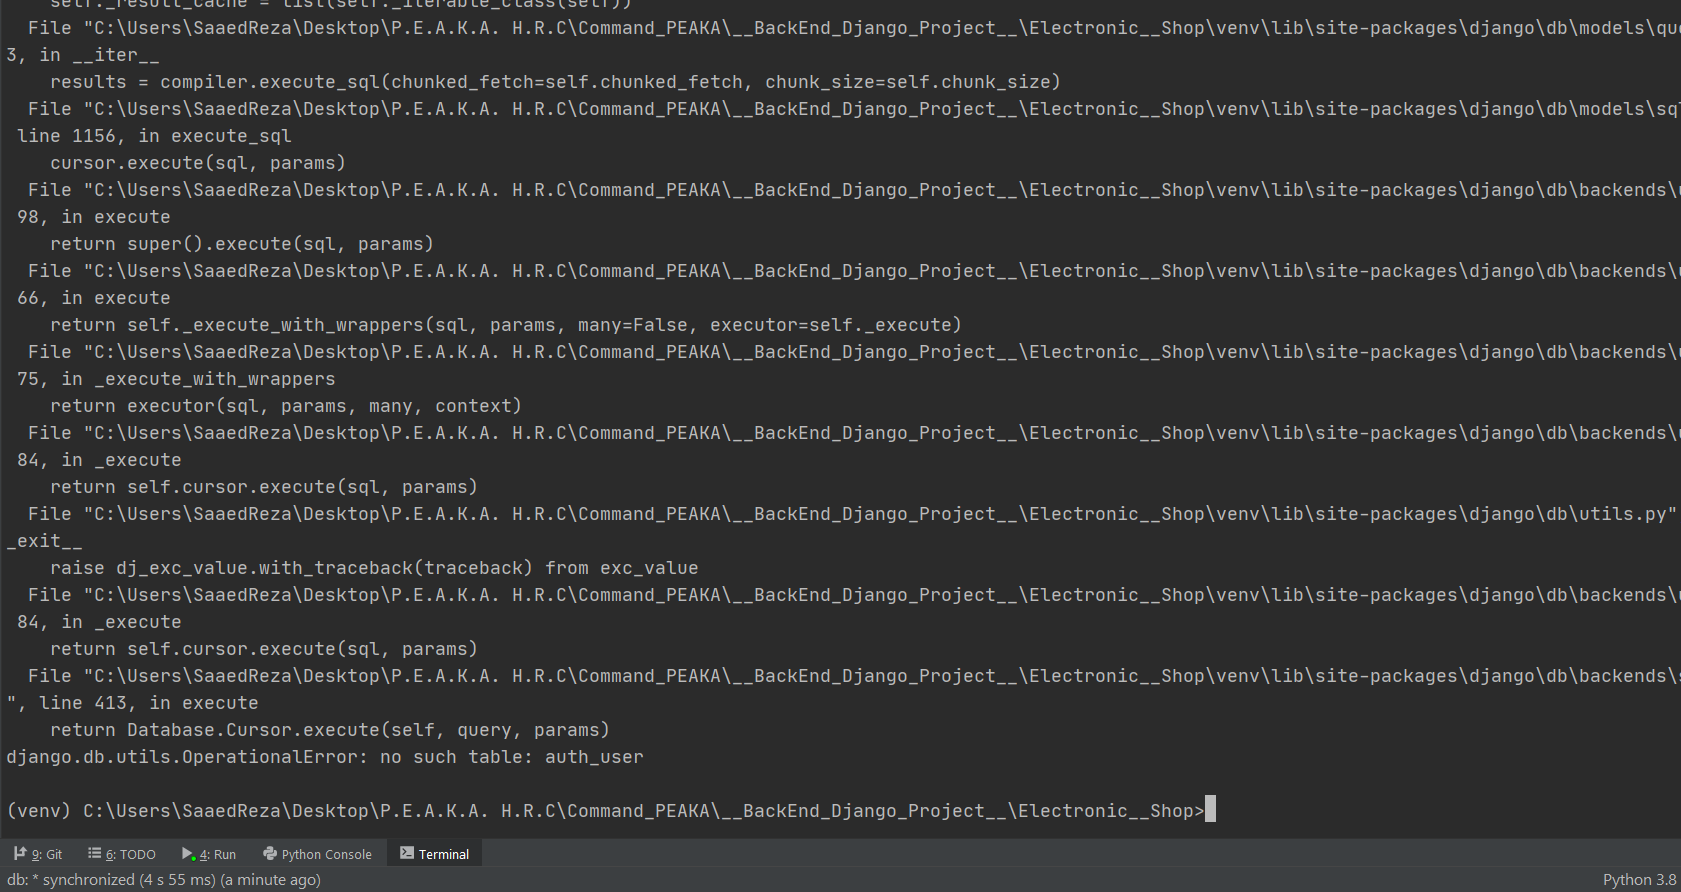 self._result_cache = list(self._iterable_class(self))
File "C:\Users\SaaedReza\Desktop\P.E.A.K.A. H.R.C\Command_PEAKA\__BackEnd_Django_Project__\Electronic__Shop\venv\lib\site-packages\django\db\models\que
3, in __iter__
results = compiler.execute_sql(chunked_fetch=self.chunked_fetch, chunk_size=self.chunk_size)
File "C:\Users\SaaedReza\Desktop\P.E.A.K.A. H.R.C\Command_PEAKA\__BackEnd_Django_Project__\Electronic__Shop\venv\lib\site-packages\django\db\models\sql
line 1156, in execute_sql
cursor.execute(sql, params)
File "C:\Users\SaaedReza\Desktop\P.E.A.K.A. H.R.C\Command_PEAKA\__BackEnd_Django_Project__\Electronic__Shop\venv\lib\site-packages\django\db\backends\
98, in execute
return super().execute(sql, params)
File "C:\Users\SaaedReza\Desktop\P.E.A.K.A. H.R.C\Command_PEAKA\__BackEnd_Django_Project__\Electronic__Shop\venv\lib\site-packages\django\db\backends\
66, in execute
return self._execute_with_wrappers(sql, params, many=False, executor=self._execute)
File "C:\Users\SaaedReza\Desktop\P.E.A.K.A. H.R.C\Command_PEAKA\__BackEnd_Django_Project__\Electronic__Shop\venv\lib\site-packages\django\db\backends\
75, in _execute_with_wrappers
return executor(sql, params, many, context)
File "C:\Users\SaaedReza\Desktop\P.E.A.K.A. H.R.C\Command_PEAKA\__BackEnd_Django_Project__\Electronic__Shop\venv\lib\site-packages\django\db\backends\
84, in _execute
return self.cursor.execute(sql, params)
File "C:\Users\SaaedReza\Desktop\P.E.A.K.A. H.R.C\Command_PEAKA\__BackEnd_Django_Project__\Electronic__Shop\venv\lib\site-packages\django\db\utils.py"
_exit__
raise dj_exc_value.with_traceback(traceback) from exc_value
File "C:\Users\SaaedReza\Desktop\P.E.A.K.A. H.R.C\Command_PEAKA\__BackEnd_Django_Project__\Electronic__Shop\venv\lib\site-packages\django\db\backends\
84, in _execute
return self.cursor.execute(sql, params)
File "C:\Users\SaaedReza\Desktop\P.E.A.K.A. H.R.C\Command_PEAKA\__BackEnd_Django_Project__\Electronic__Shop\venv\lib\site-packages\django\db\backends\
", line 413, in execute
return Database.Cursor.execute(self, query, params)
django.db.utils.OperationalError: no such table: auth_user
(venv) C:\Users\SaaedReza\Desktop\P.E.A.K.A. H.R.C\Command_PEAKA\__BackEnd_Django_Project__\Electronic__Shop>
9: Git 6: TODO 4: Run Python Console Terminal
db: * synchronized (4 s 55 ms) (a minute ago) Python 3.8